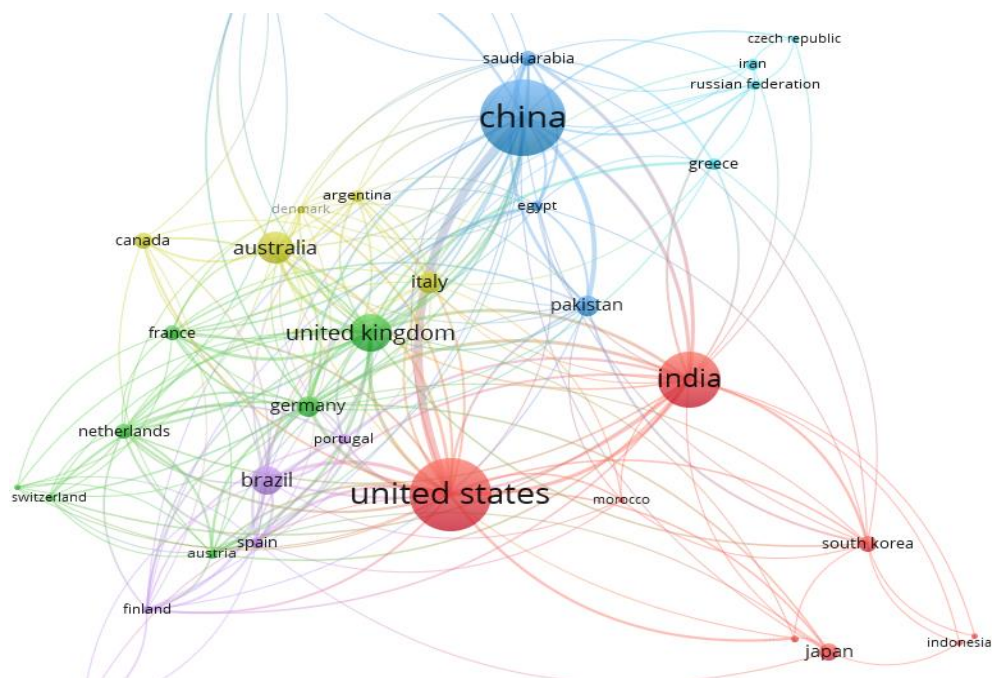 czech republic
saudi arabia
iran
russian federation
china
greece
argentina
egypt
denmark
canada
australia
italy
pakistan
france
united kingdom
india
germany
netherlands
portugal
brazil
united states
switzerland
morocco
spain
south korea
austria
finland
indonesia
japan